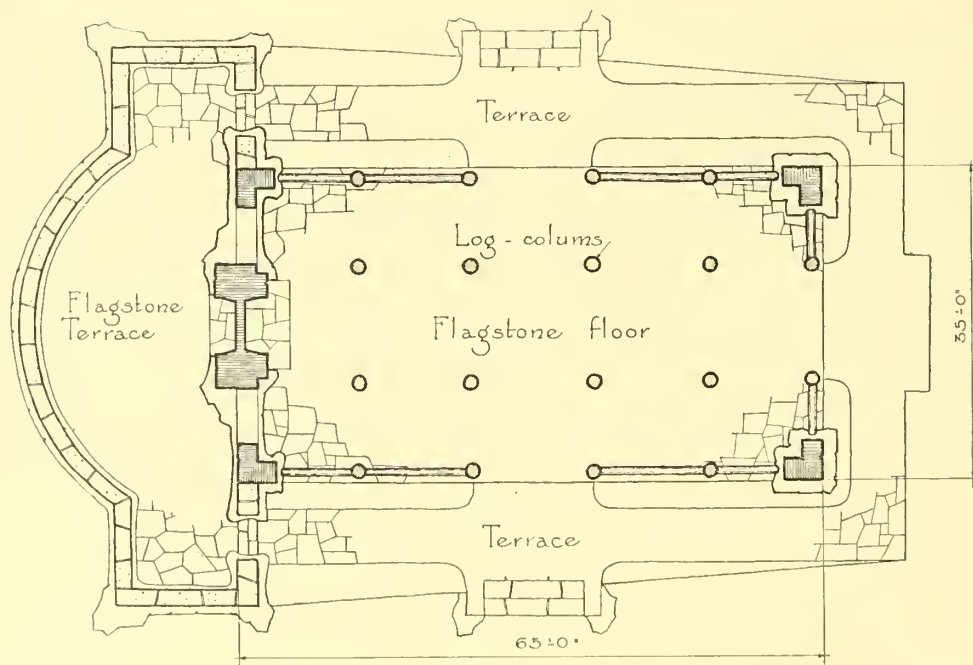 Terrace
Log-colums
Flagstone
Terrace
Flagstone floor
35'-0"
Terrace
65'-0"